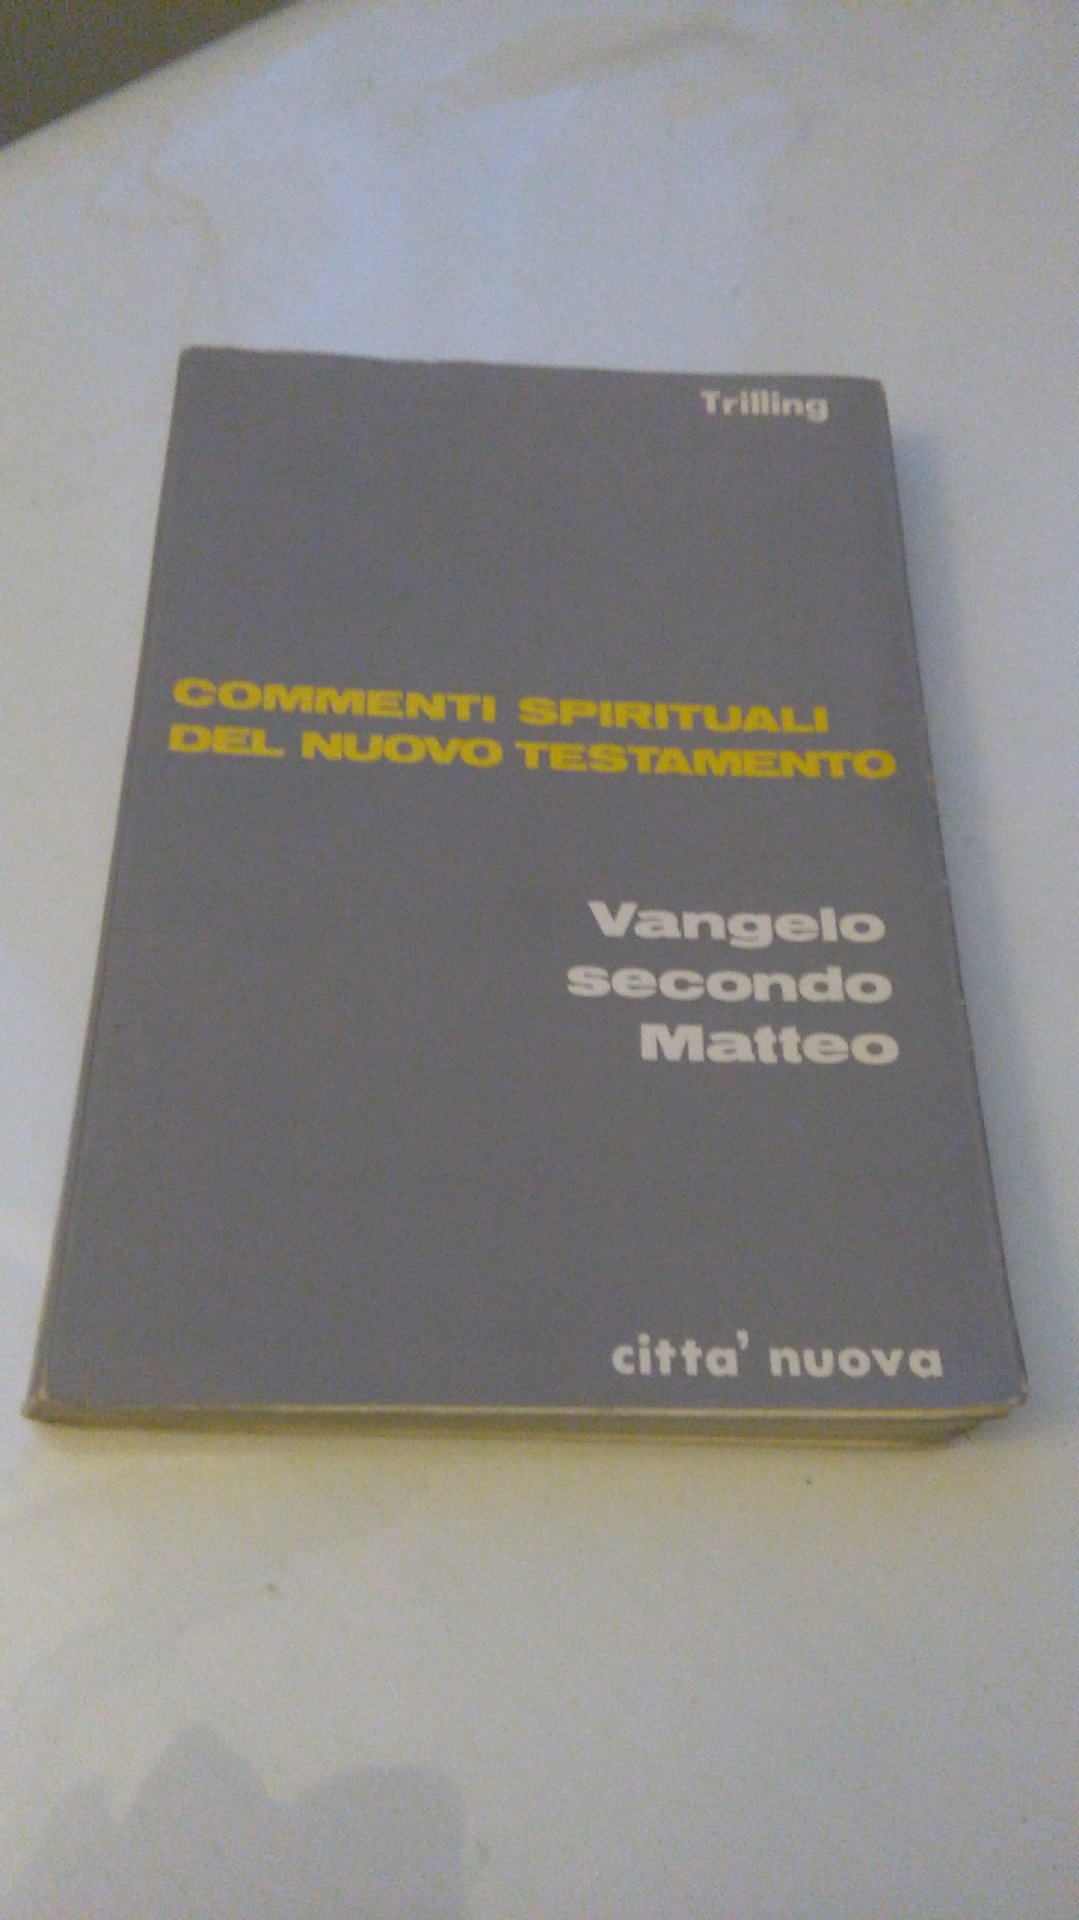 Trilling
COMMENTI SPIRITUALI
DEL NUOVO TESTAMENTO
Vangelo
secondo
Matteo
citta' nuova